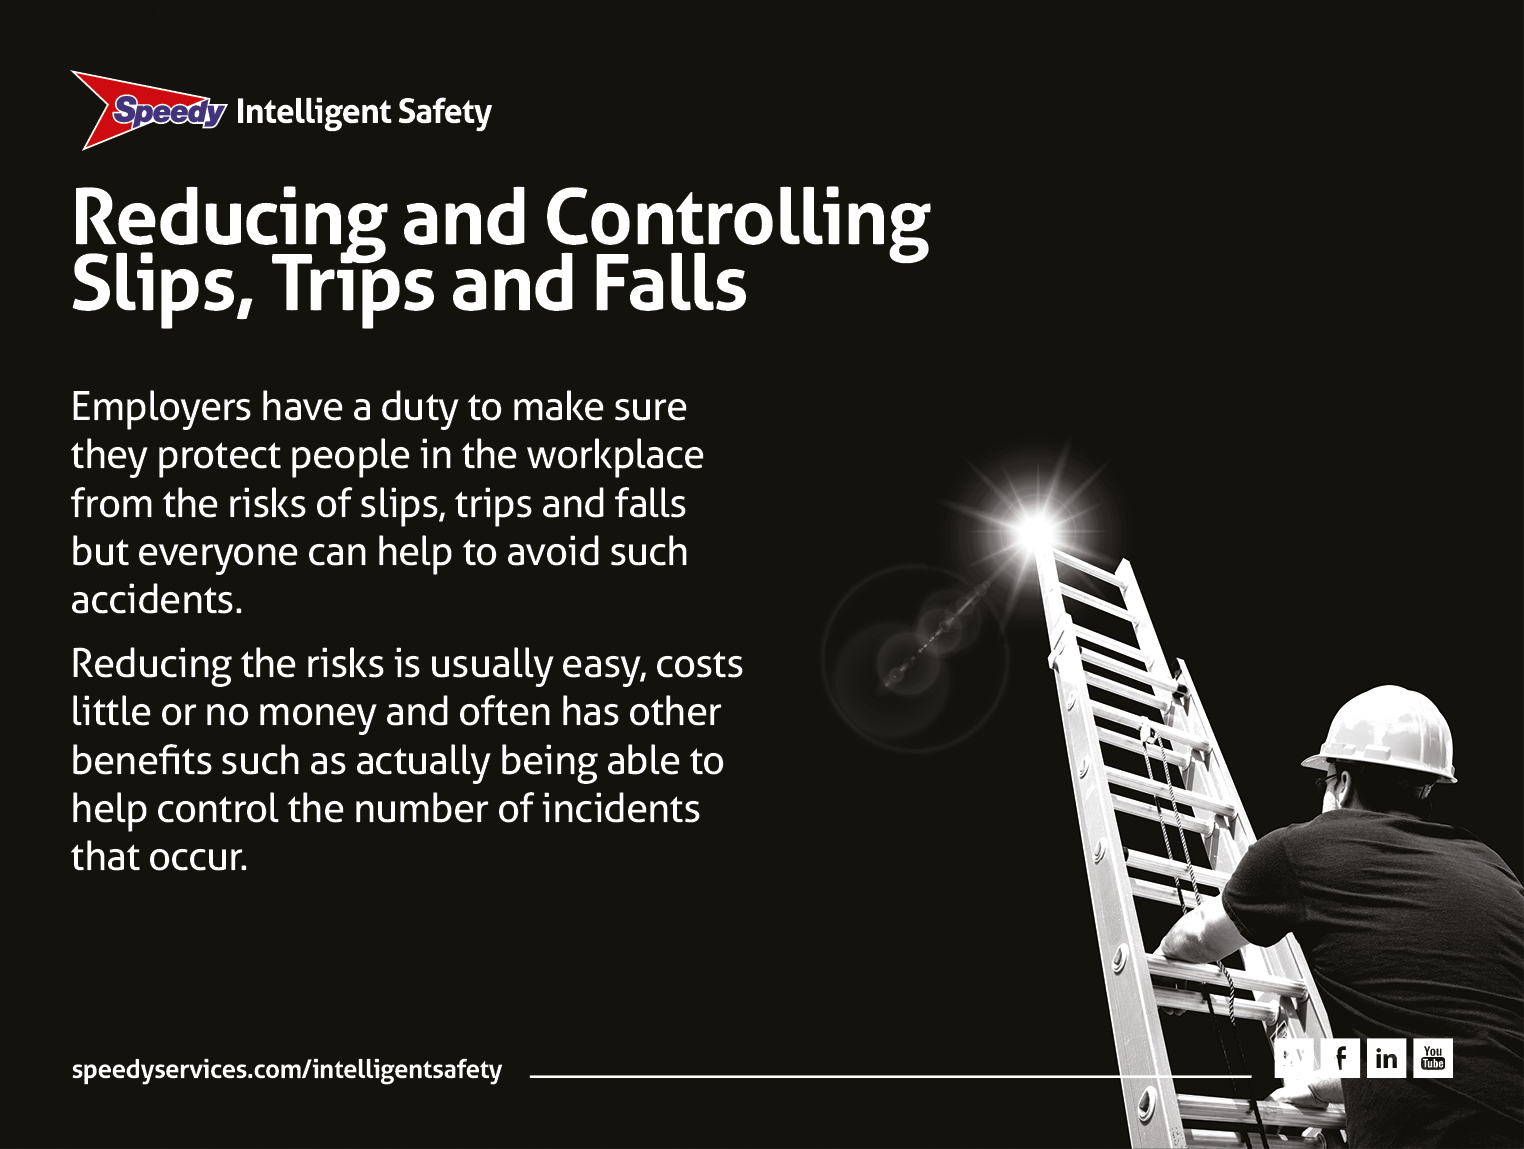 Speedy Intelligent Safety
Reducing and Controlling
Slips, Trips and Falls
Employers have a duty to make sure
they protect people in the workplace
from the risks of slips, trips and falls
but everyone can help to avoid such
accidents.
Reducing the risks is usually easy, costs
little or no money and often has other
benefits such as actually being able to
help control the number of incidents
that occur.
speedyservices.com/intelligentsafety
f in You Tube